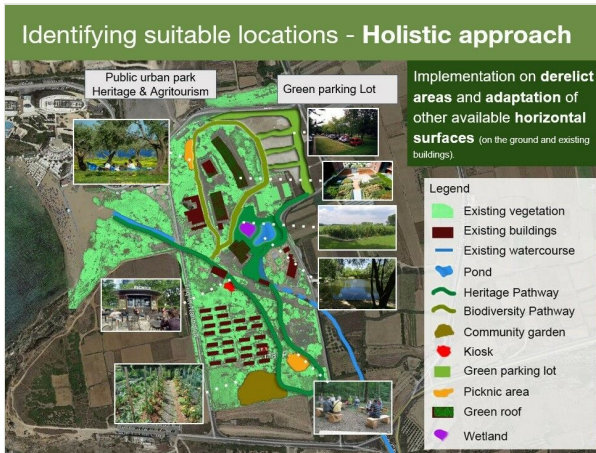 Identifying suitable locations - Holistic approach
Public urban park
Heritage & Agritourism
Green parking Lot
Implementation on derelict
areas and adaptation of
other available horizontal
surfaces (on the ground and existing
buildings).
Legend
Existing vegetation
Existing buildings
Existing watercourse
Pond
Heritage Pathway
Biodiversity Pathway
Community garden
Kiosk
Green parking lot
Picknic area
Green roof
Wetland